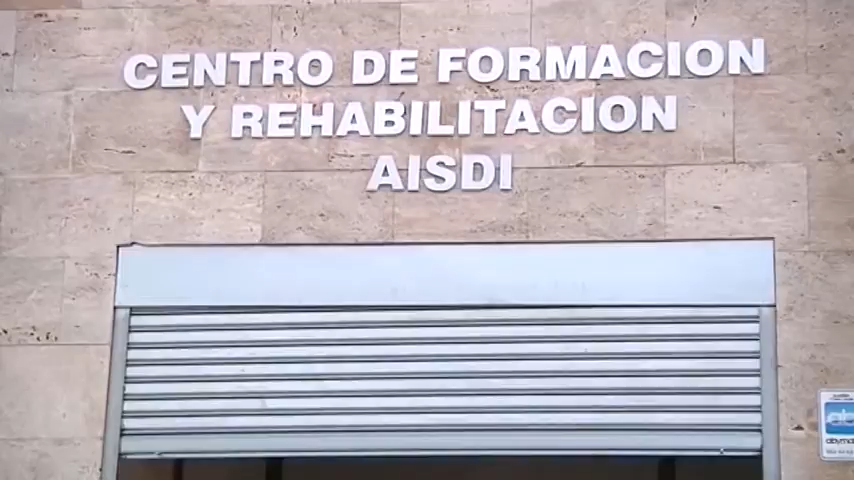 CENTRO DE FORMACION
Y REHABILITACION
AISDI